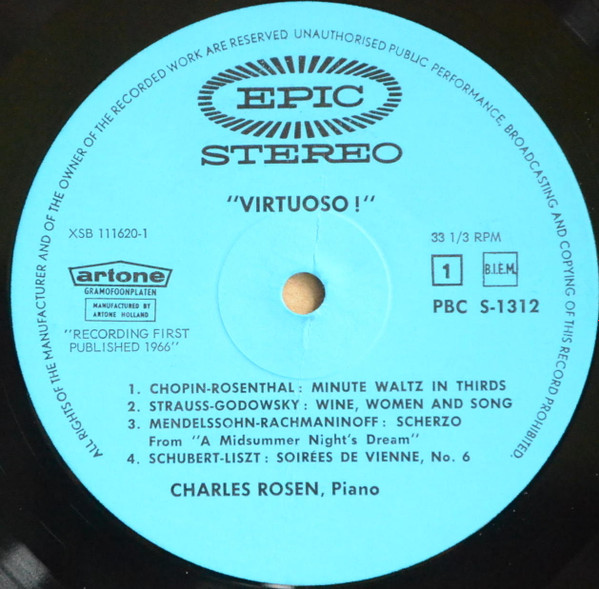 ALL RIGHTS OF THE MANUFACTURER AND OF THE OWNER OF THE RECORDED WORK ARE RESERVED UNAUTHORISED PUBLIC PERFORMANCE, BROADCASTING AND COPYING OF THIS RECORD PROHIBITED.
EPIC
STEREO
"VIRTUOSO!"
XSB 111620-1
33 1/3 RPM
artone
GRAMOFOONPLATEN
MANUFACTURED BY
ARTONE HOLLAND
1
B.I.E.M.
PBC S-1312
"RECORDING FIRST
PUBLISHED 1966"
1. CHOPIN-ROSENTHAL: MINUTE WALTZ IN THIRDS
2. STRAUSS-GODOWSKY: WINE, WOMEN AND SONG
3. MENDELSSOHN-RACHMANINOFF: SCHERZO
From "A Midsummer Night's Dream"
4. SCHUBERT-LISZT: SOIRÉES DE VIENNE, No. 6
CHARLES ROSEN, Piano